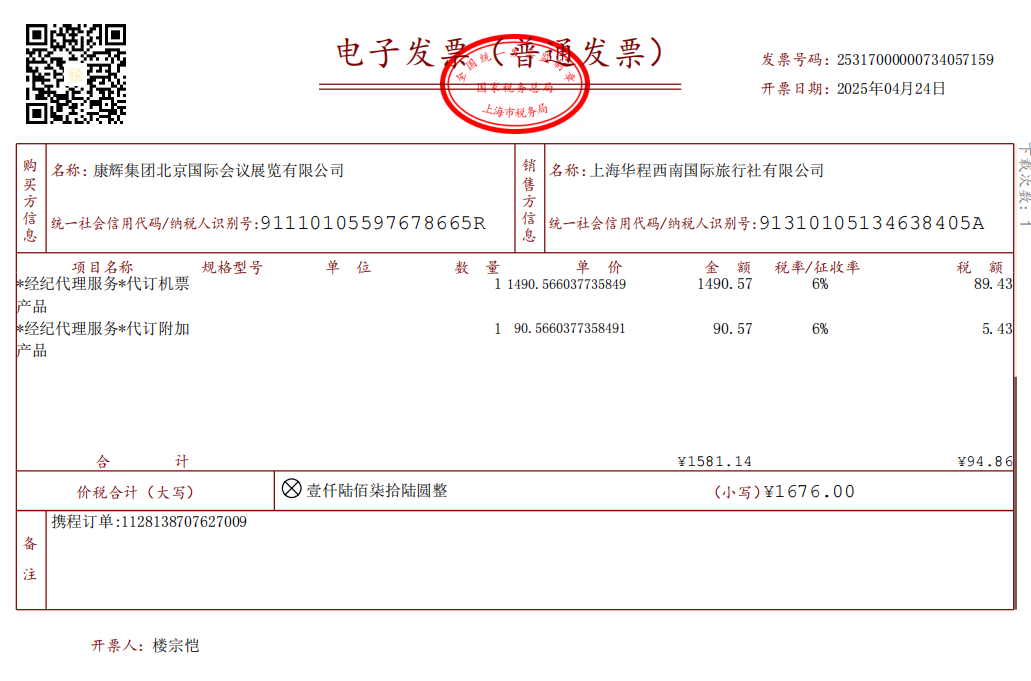 电子发票（普通发票）
全国统一发票监制章
国家税务总局
上海市税务局
发票号码：25317000000734057159
开票日期：2025年04月24日
下载次数：1
购买方信息
名称：康辉集团北京国际会议展览有限公司
统一社会信用代码/纳税人识别号:91110105597678665R
销售方信息
名称：上海华程西南国际旅行社有限公司
统一社会信用代码/纳税人识别号:91310105134638405A
项目名称 规格型号 单 位 数 量 单 价 金 额 税率/征收率 税 额
*经纪代理服务*代订机票 1 1490.566037735849 1490.57 6% 89.43
产品
*经纪代理服务*代订附加 1 90.5660377358491 90.57 6% 5.43
产品
合 计 ¥1581.14 ¥94.86
价税合计（大写） 壹仟陆佰柒拾陆圆整 （小写）¥1676.00
备注
携程订单:1128138707627009
开票人：楼宗恺
税